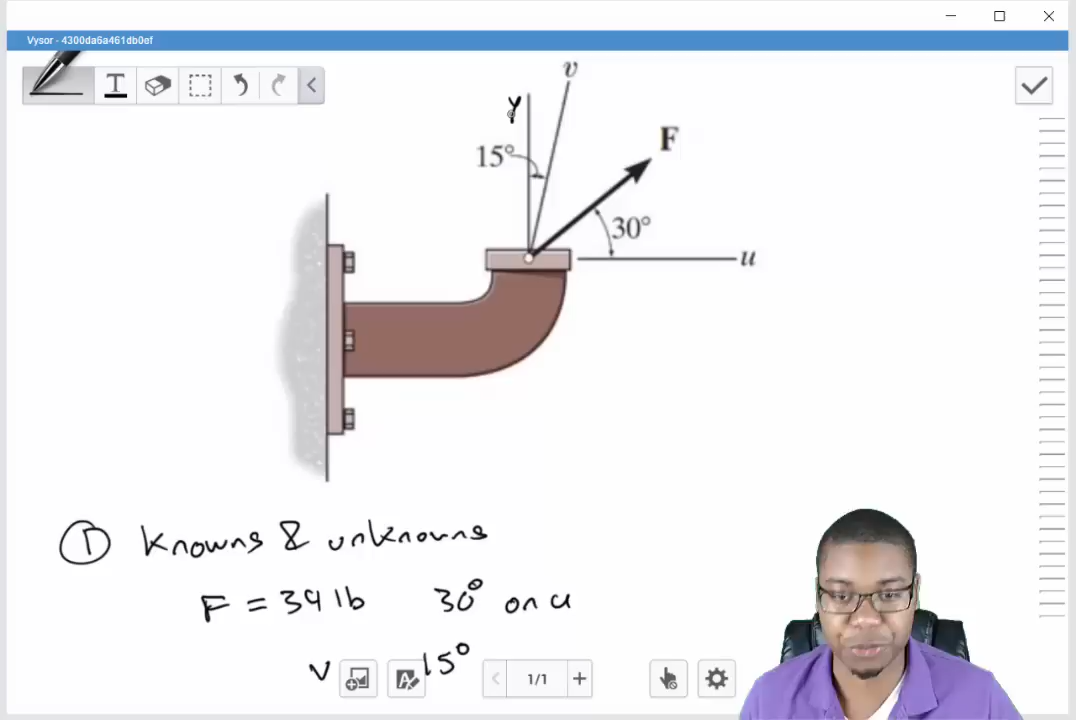 Vysor - 4300da6a461db0ef
T
v
Y
F
15°
30°
u
① Knowns & unknowns
F = 34 lb 30° on u
v 15°
A
1/1